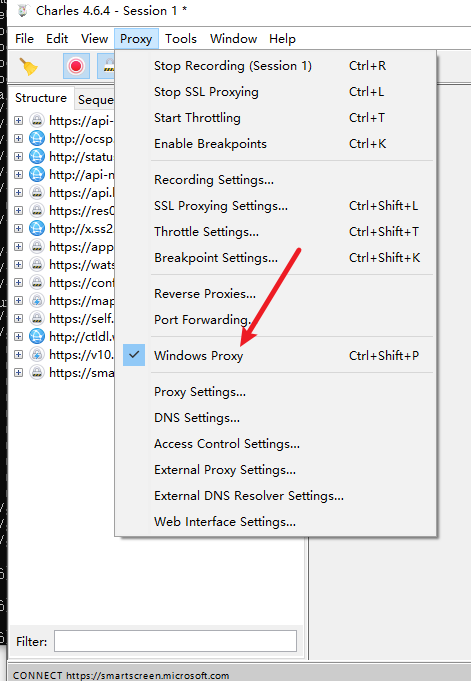 Charles 4.6.4 - Session 1 *
File Edit View Proxy Tools Window Help
Stop Recording (Session 1) Ctrl+R
Stop SSL Proxying Ctrl+L
Start Throttling Ctrl+T
Enable Breakpoints Ctrl+K
Recording Settings...
SSL Proxying Settings... Ctrl+Shift+L
Throttle Settings... Ctrl+Shift+T
Breakpoint Settings... Ctrl+Shift+K
Reverse Proxies...
Port Forwarding...
Windows Proxy Ctrl+Shift+P
Proxy Settings...
DNS Settings...
Access Control Settings...
External Proxy Settings...
External DNS Resolver Settings...
Web Interface Settings...
Structure Seque
https://api-
http://ocsp
http://status
http://api-n
https://api.
https://res0
http://x.ss2
https://app
https://wats
https://conf
https://map
https://self.
http://ctldl.w
https://v10.
https://sma
Filter:
CONNECT https://smartscreen.microsoft.com